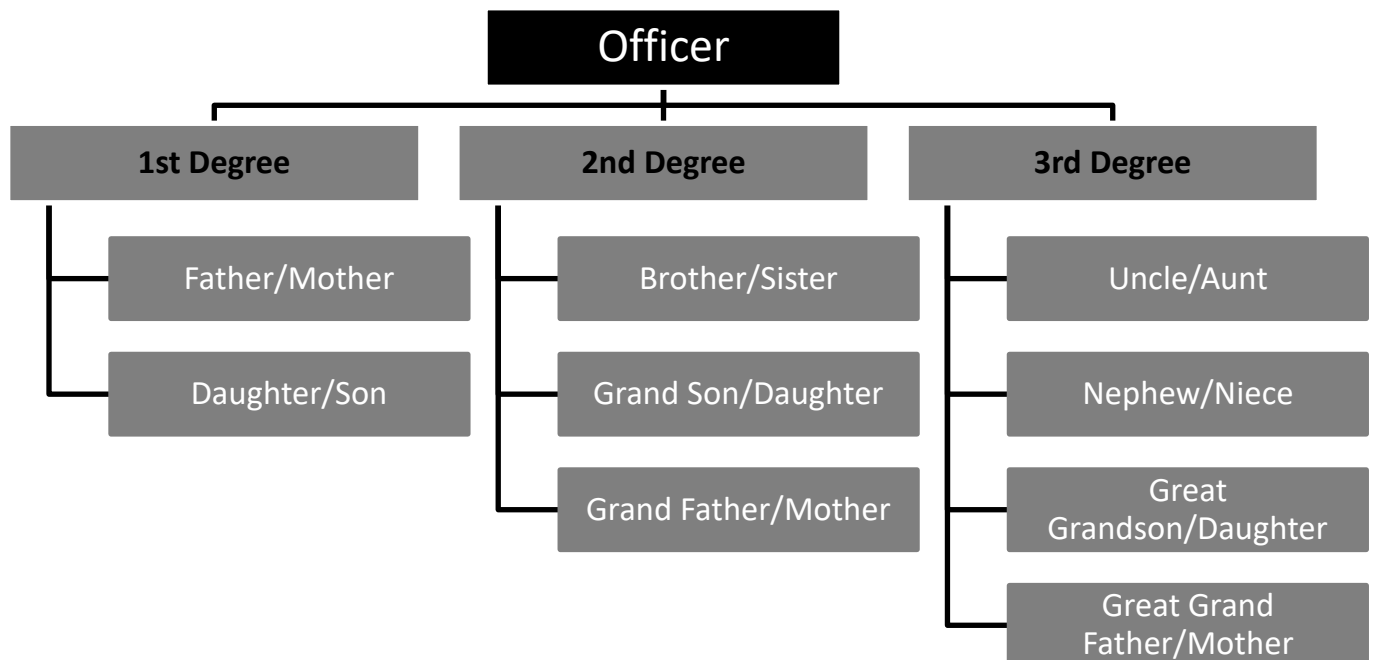 Officer
1st Degree
Father/Mother
Daughter/Son
2nd Degree
Brother/Sister
Grand Son/Daughter
Grand Father/Mother
3rd Degree
Uncle/Aunt
Nephew/Niece
Great
Grandson/Daughter
Great Grand
Father/Mother